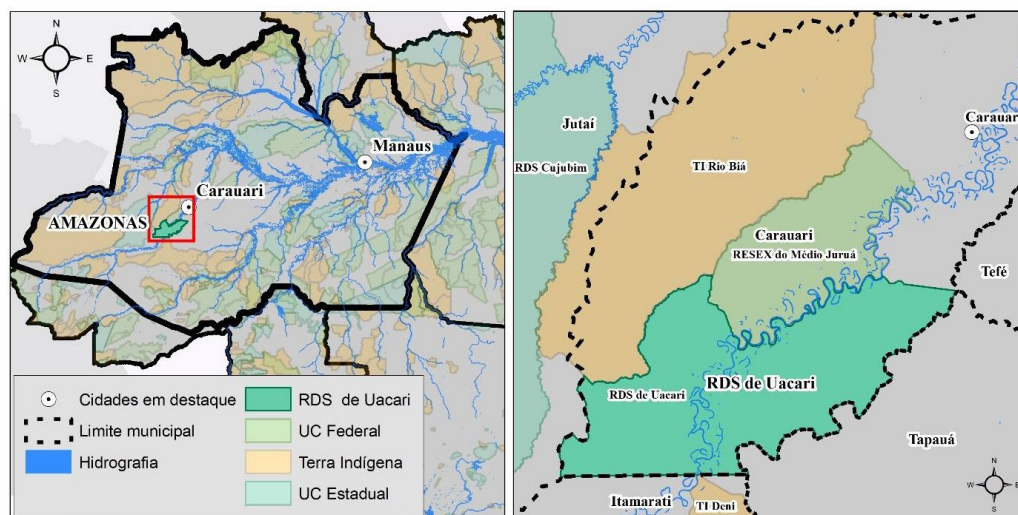 N
W
E
S
Manaus
Carauari
AMAZONAS
Cidades em destaque
Limite municipal
Hidrografia
RDS de Uacari
UC Federal
Terra Indígena
UC Estadual
Carauari
Jutaí
TI Rio Biá
RDS Cujubim
Carauari
RESEX do Médio Juruá
Tefé
RDS de Uacari
RDS de Uacari
Tapauá
Itamarati
TI Deni
N
W
E
S